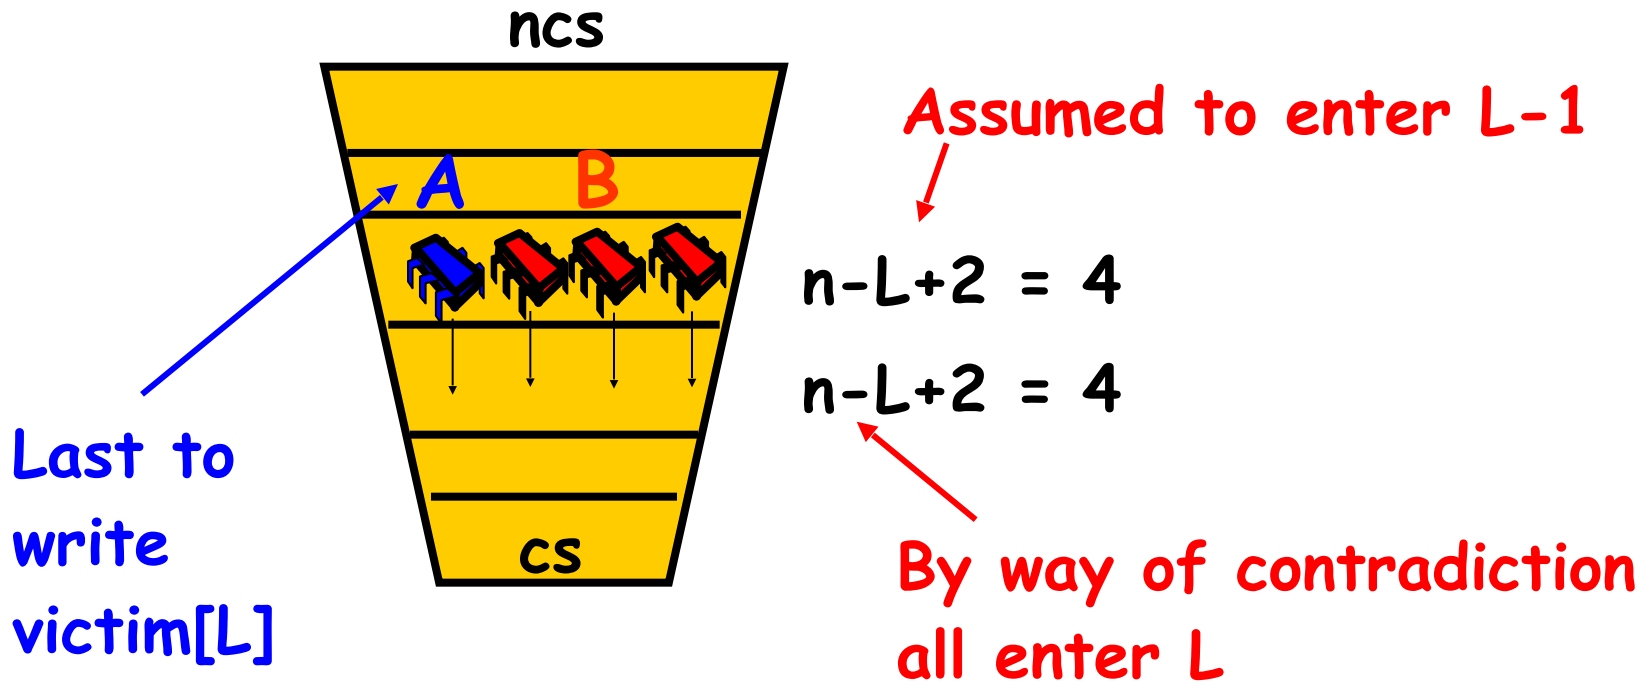 ncs
Assumed to enter L-1
A B
n-L+2 = 4
n-L+2 = 4
Last to
write
victim[L]
cs
By way of contradiction
all enter L